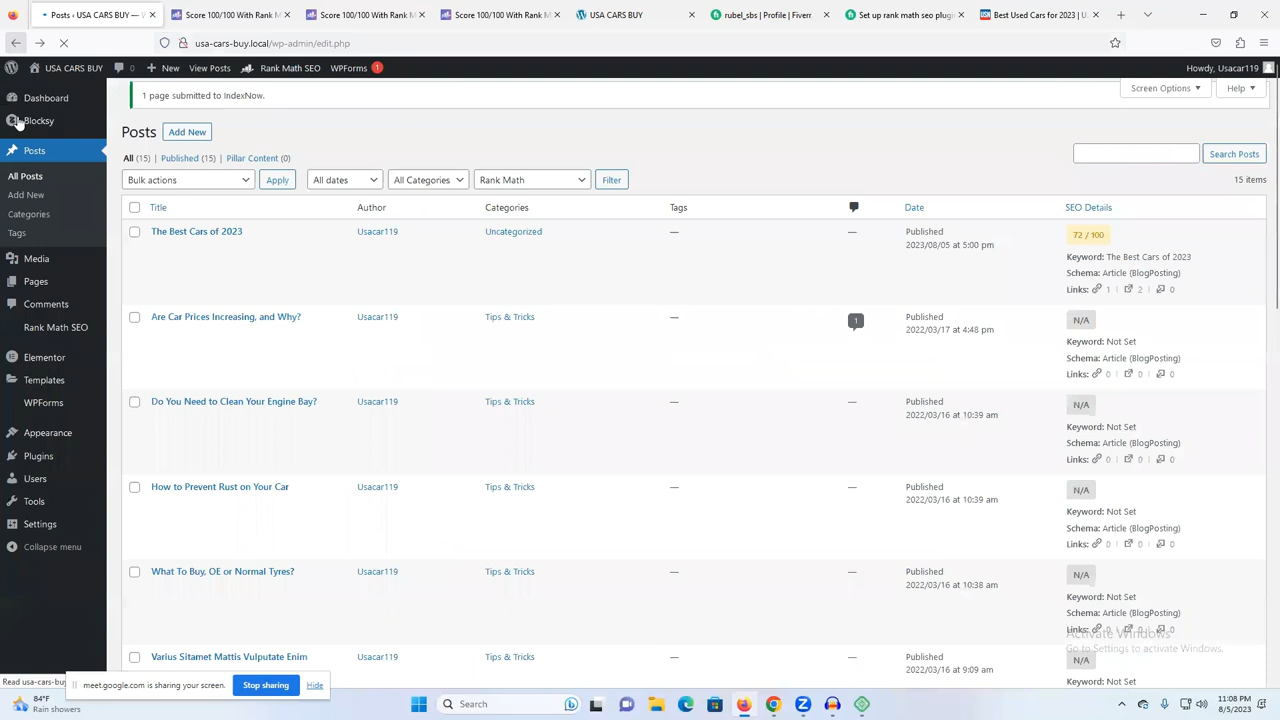 Posts ‹ USA CARS BUY —
Score 100/100 With Rank M
Score 100/100 With Rank M
Score 100/100 With Rank M
USA CARS BUY
rubel_sbs | Profile | Fiverr
Set up rank math seo plugin
Best Used Cars for 2023 | U.
usa-cars-buy.local/wp-admin/edit.php
USA CARS BUY
0
New
View Posts
Rank Math SEO
WPForms
1
Howdy, Usacar119
Dashboard
Blocksy
Posts
All Posts
Add New
Categories
Tags
Media
Pages
Comments
Rank Math SEO
Elementor
Templates
WPForms
Appearance
Plugins
Users
Tools
Settings
Collapse menu
1 page submitted to IndexNow.
Screen Options
Help
Posts
Add New
All (15) | Published (15) | Pillar Content (0)
Search Posts
Bulk actions
Apply
All dates
All Categories
Rank Math
Filter
15 items
Title Author Categories Tags Date SEO Details
The Best Cars of 2023 Usacar119 Uncategorized — — Published 72 / 100
2023/08/05 at 5:00 pm
Keyword: The Best Cars of 2023
Schema: Article (BlogPosting)
Links: 1 | 2 | 0
Are Car Prices Increasing, and Why? Usacar119 Tips & Tricks — 1 Published N/A
2022/03/17 at 4:48 pm
Keyword: Not Set
Schema: Article (BlogPosting)
Links: 0 | 0 | 0
Do You Need to Clean Your Engine Bay? Usacar119 Tips & Tricks — — Published N/A
2022/03/16 at 10:39 am
Keyword: Not Set
Schema: Article (BlogPosting)
Links: 0 | 0 | 0
How to Prevent Rust on Your Car Usacar119 Tips & Tricks — — Published N/A
2022/03/16 at 10:39 am
Keyword: Not Set
Schema: Article (BlogPosting)
Links: 0 | 0 | 0
What To Buy, OE or Normal Tyres? Usacar119 Tips & Tricks — — Published N/A
2022/03/16 at 10:38 am
Keyword: Not Set
Schema: Article (BlogPosting)
Links: 0 | 0 | 0
Activate Windows
Go to Settings to activate Windows.
Varius Sitamet Mattis Vulputate Enim Usacar119 Tips & Tricks — — Published N/A
2022/03/16 at 9:09 am
Keyword: Not Set
Read usa-cars-buy
meet.google.com is sharing your screen.
Stop sharing
Hide
84°F
Rain showers
Search
11:08 PM
8/5/2023